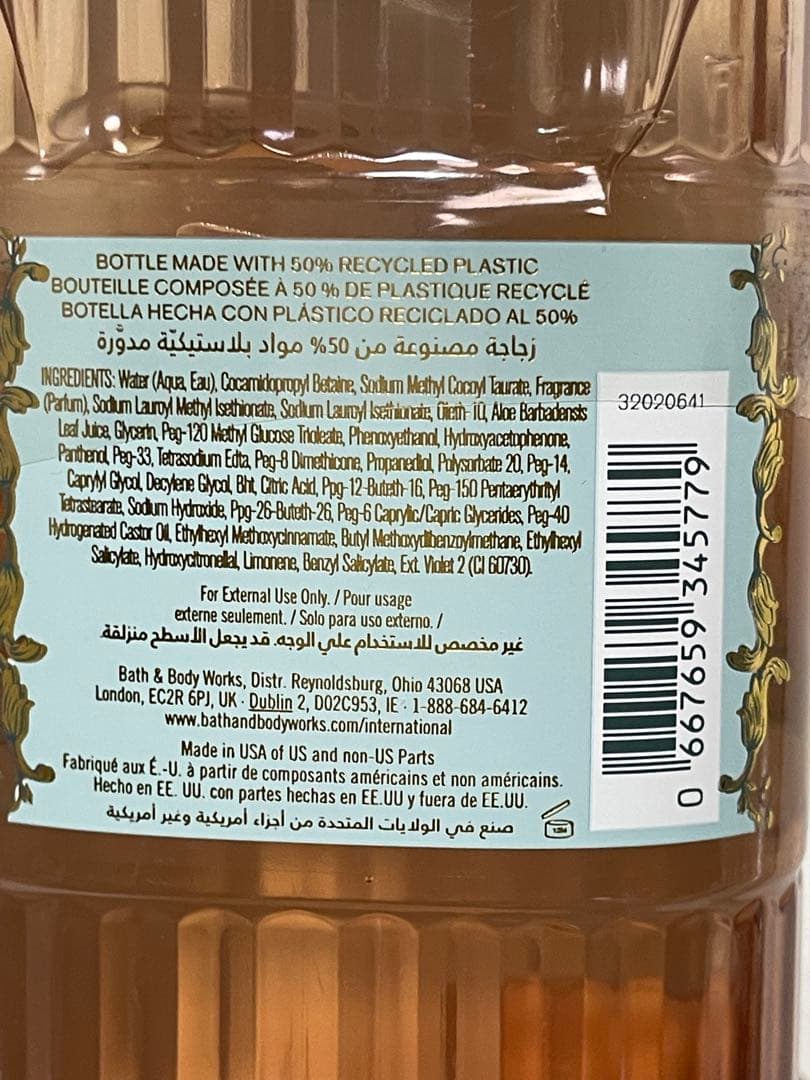 BOTTLE MADE WITH 50% RECYCLED PLASTIC
BOUTEILLE COMPOSÉE À 50 % DE PLASTIQUE RECYCLÉ
BOTELLA HECHA CON PLÁSTICO RECICLADO AL 50%
زجاجة مصنوعة من 50% مواد بلاستيكيّة مدوَّرة
INGREDIENTS: Water (Aqua, Eau), Cocamidopropyl Betaine, Sodium Methyl Cocoyl Taurate, Fragrance
(Parfum), Sodium Lauroyl Methyl Isethionate, Sodium Lauroyl Isethionate, Oleth-10, Aloe Barbadensis
Leaf Juice, Glycerin, Peg-120 Methyl Glucose Trioleate, Phenoxyethanol, Hydroxyacetophenone,
Panthenol, Peg-33, Tetrasodium Edta, Peg-8 Dimethicone, Propanediol, Polysorbate 20, Peg-14,
Caprylyl Glycol, Decylene Glycol, Bht, Citric Acid, Ppg-12-Buteth-16, Peg-150 Pentaerythrityl
Tetrastearate, Sodium Hydroxide, Ppg-26-Buteth-26, Peg-6 Caprylic/Capric Glycerides, Peg-40
Hydrogenated Castor Oil, Ethylhexyl Methoxycinnamate, Butyl Methoxydibenzoylmethane, Ethylhexyl
Salicylate, Hydroxycitronellal, Limonene, Benzyl Salicylate, Ext. Violet 2 (CI 60730).
For External Use Only. / Pour usage
externe seulement. / Solo para uso externo. /
غير مخصص للاستخدام علي الوجه. قد يجعل الأسطح منزلقة
Bath & Body Works, Distr. Reynoldsburg, Ohio 43068 USA
London, EC2R 6PJ, UK · Dublin 2, D02C953, IE · 1-888-684-6412
www.bathandbodyworks.com/international
Made in USA of US and non-US Parts
Fabriqué aux É.-U. à partir de composants américains et non américains.
Hecho en EE. UU. con partes hechas en EE.UU y fuera de EE.UU.
صنع في الولايات المتحدة من أجزاء أمريكية وغير أمريكية
32020641
0 667659 345779